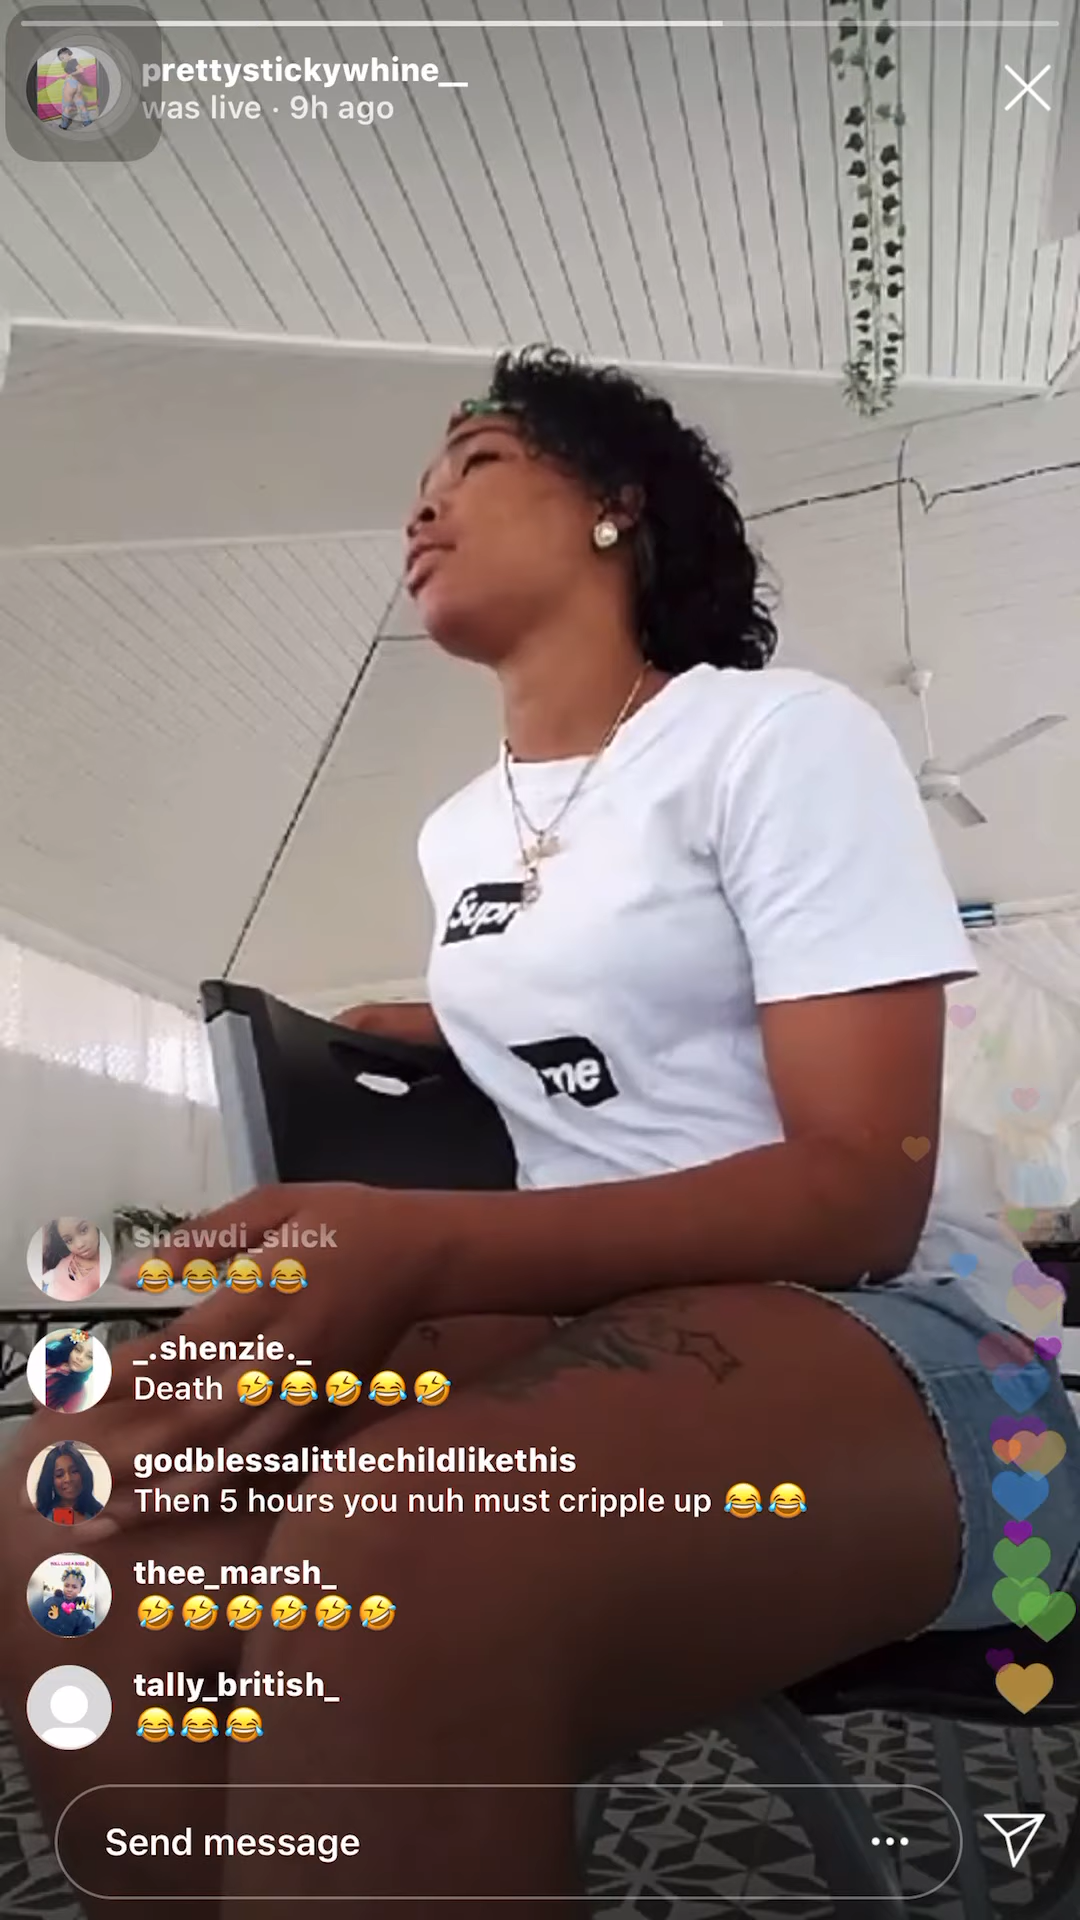 prettystickywhine__
was live · 9h ago
Supr
me
shawdi_slick
😂😂😂😂
_.shenzie._
Death 🤣😂🤣😂🤣
godblessalittlechildlikethis
Then 5 hours you nuh must cripple up 😂😂
thee_marsh_
🤣🤣🤣🤣🤣🤣
tally_british_
😂😂😂
Send message